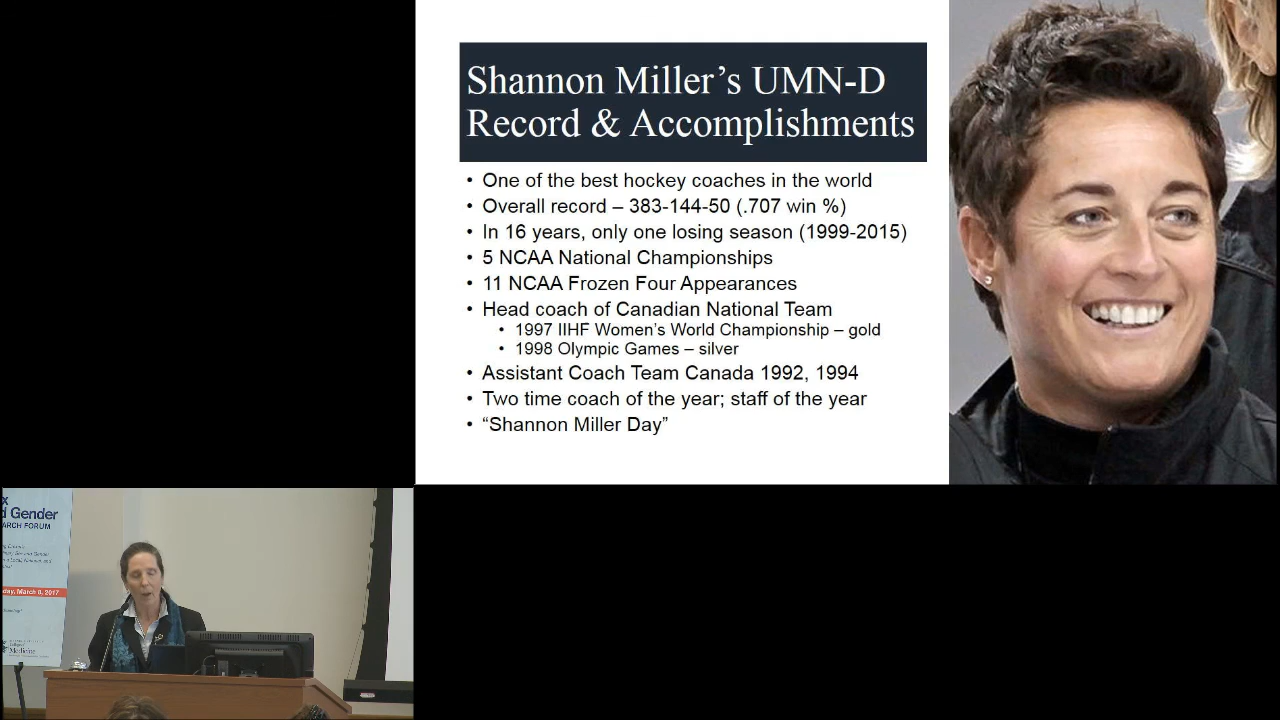 Shannon Miller’s UMN-D
Record & Accomplishments
• One of the best hockey coaches in the world
• Overall record – 383-144-50 (.707 win %)
• In 16 years, only one losing season (1999-2015)
• 5 NCAA National Championships
• 11 NCAA Frozen Four Appearances
• Head coach of Canadian National Team
• 1997 IIHF Women’s World Championship – gold
• 1998 Olympic Games – silver
• Assistant Coach Team Canada 1992, 1994
• Two time coach of the year; staff of the year
• “Shannon Miller Day”
x
d Gender
ARCH FORUM
day, March 6, 2017
Medicine